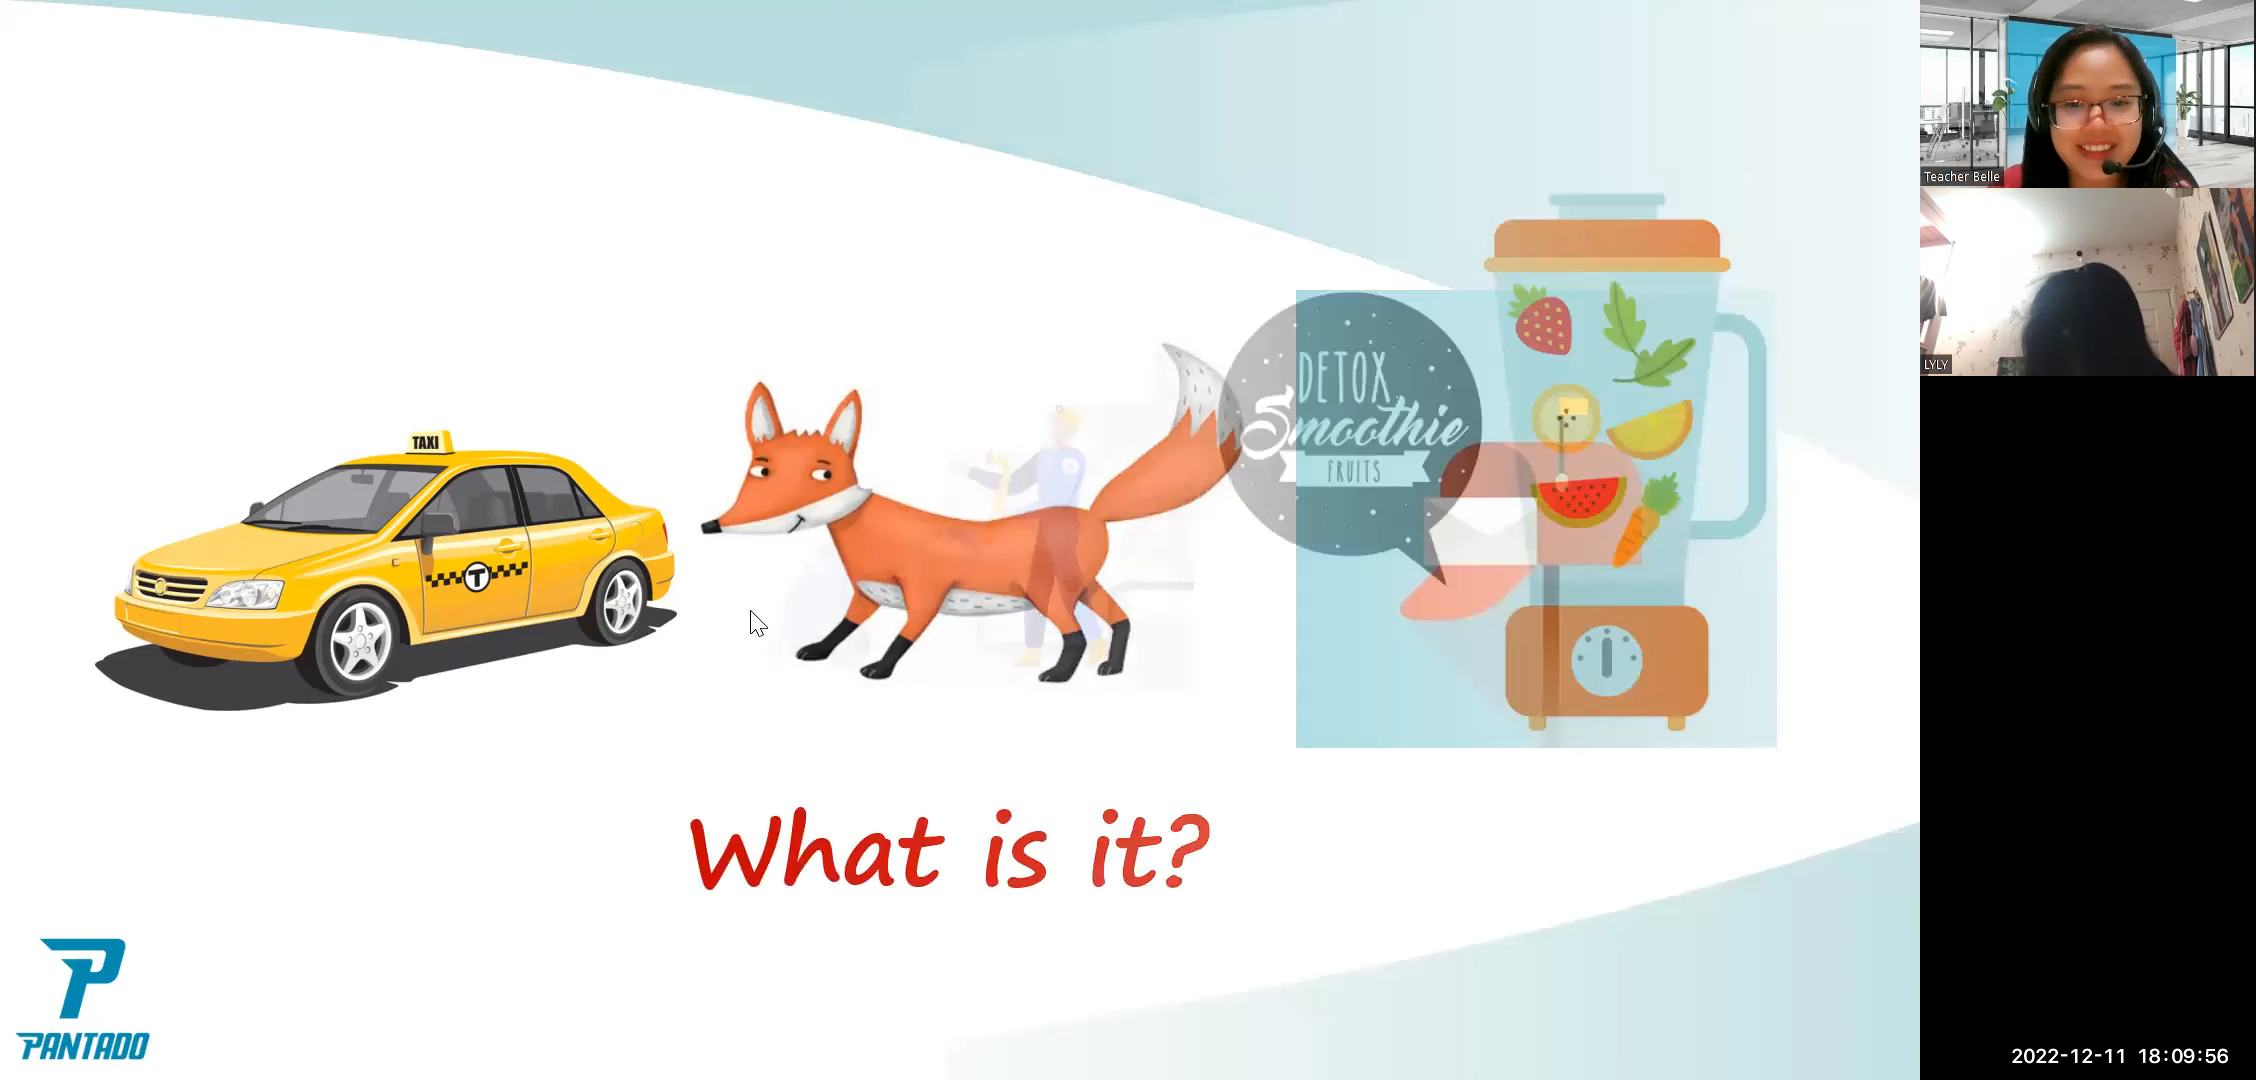 TAXI
T
DETOX
Smoothie
FRUITS
What is it?
PANTADO
Teacher Belle
LYLY
2022-12-11 18:09:56